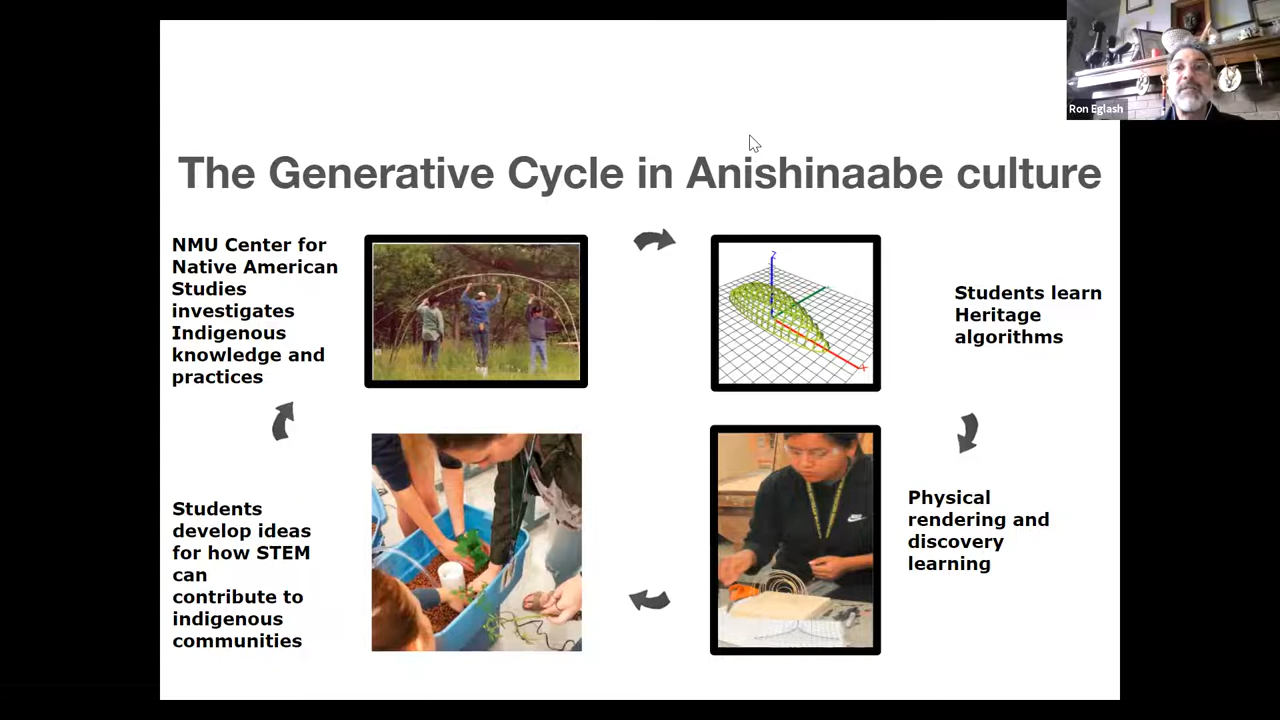 Ron Eglash
The Generative Cycle in Anishinaabe culture
NMU Center for
Native American
Studies
investigates
Indigenous
knowledge and
practices
Z
X
Students learn
Heritage
algorithms
Physical
rendering and
discovery
learning
Students
develop ideas
for how STEM
can
contribute to
indigenous
communities